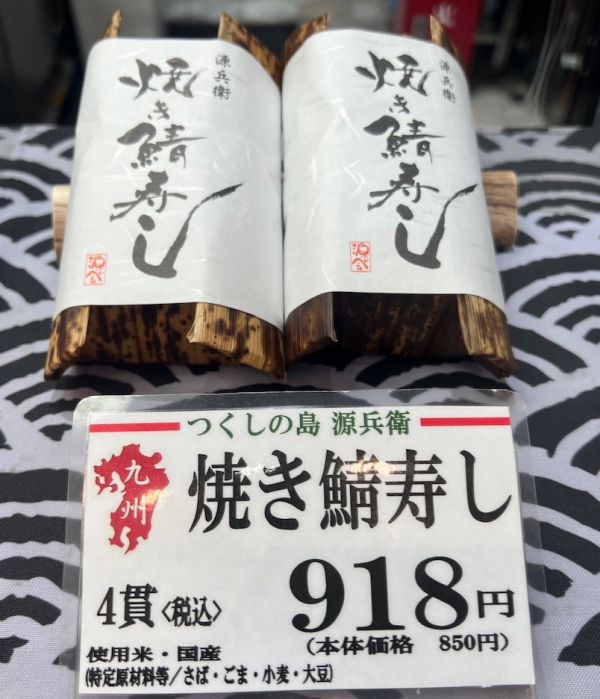 源兵衛
焼き鯖寿し
源兵衛
焼き鯖寿し
つくしの島 源兵衛
九州
焼き鯖寿し
4貫〈税込〉
918円
(本体価格 850円)
使用米・国産
(特定原材料等/さば・ごま・小麦・大豆)